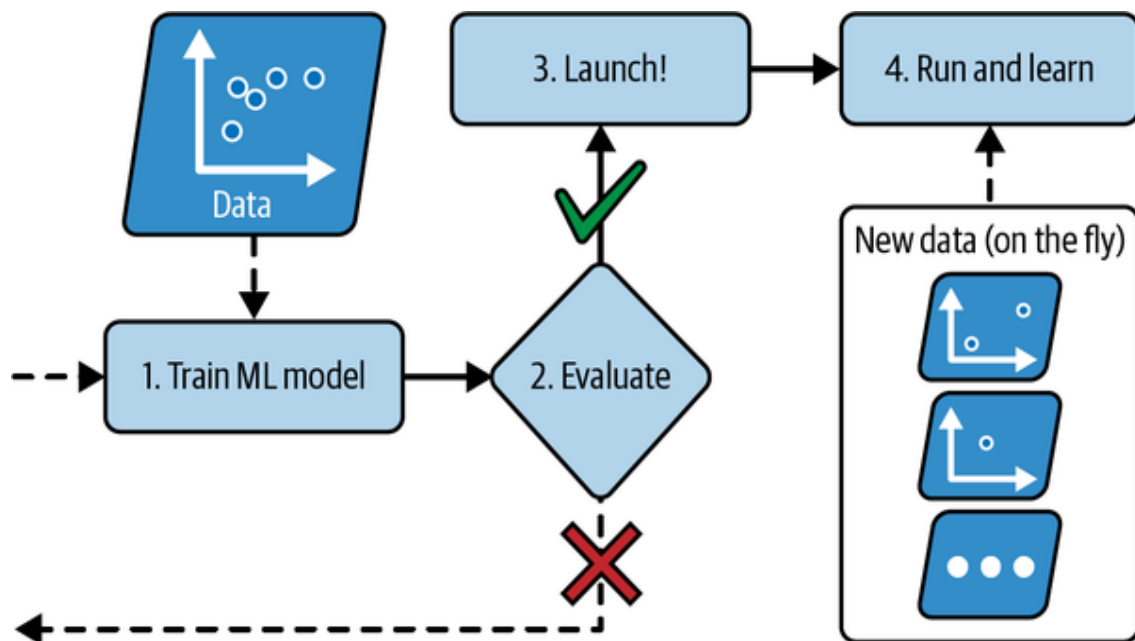 Data
1. Train ML model
2. Evaluate
3. Launch!
4. Run and learn
New data (on the fly)